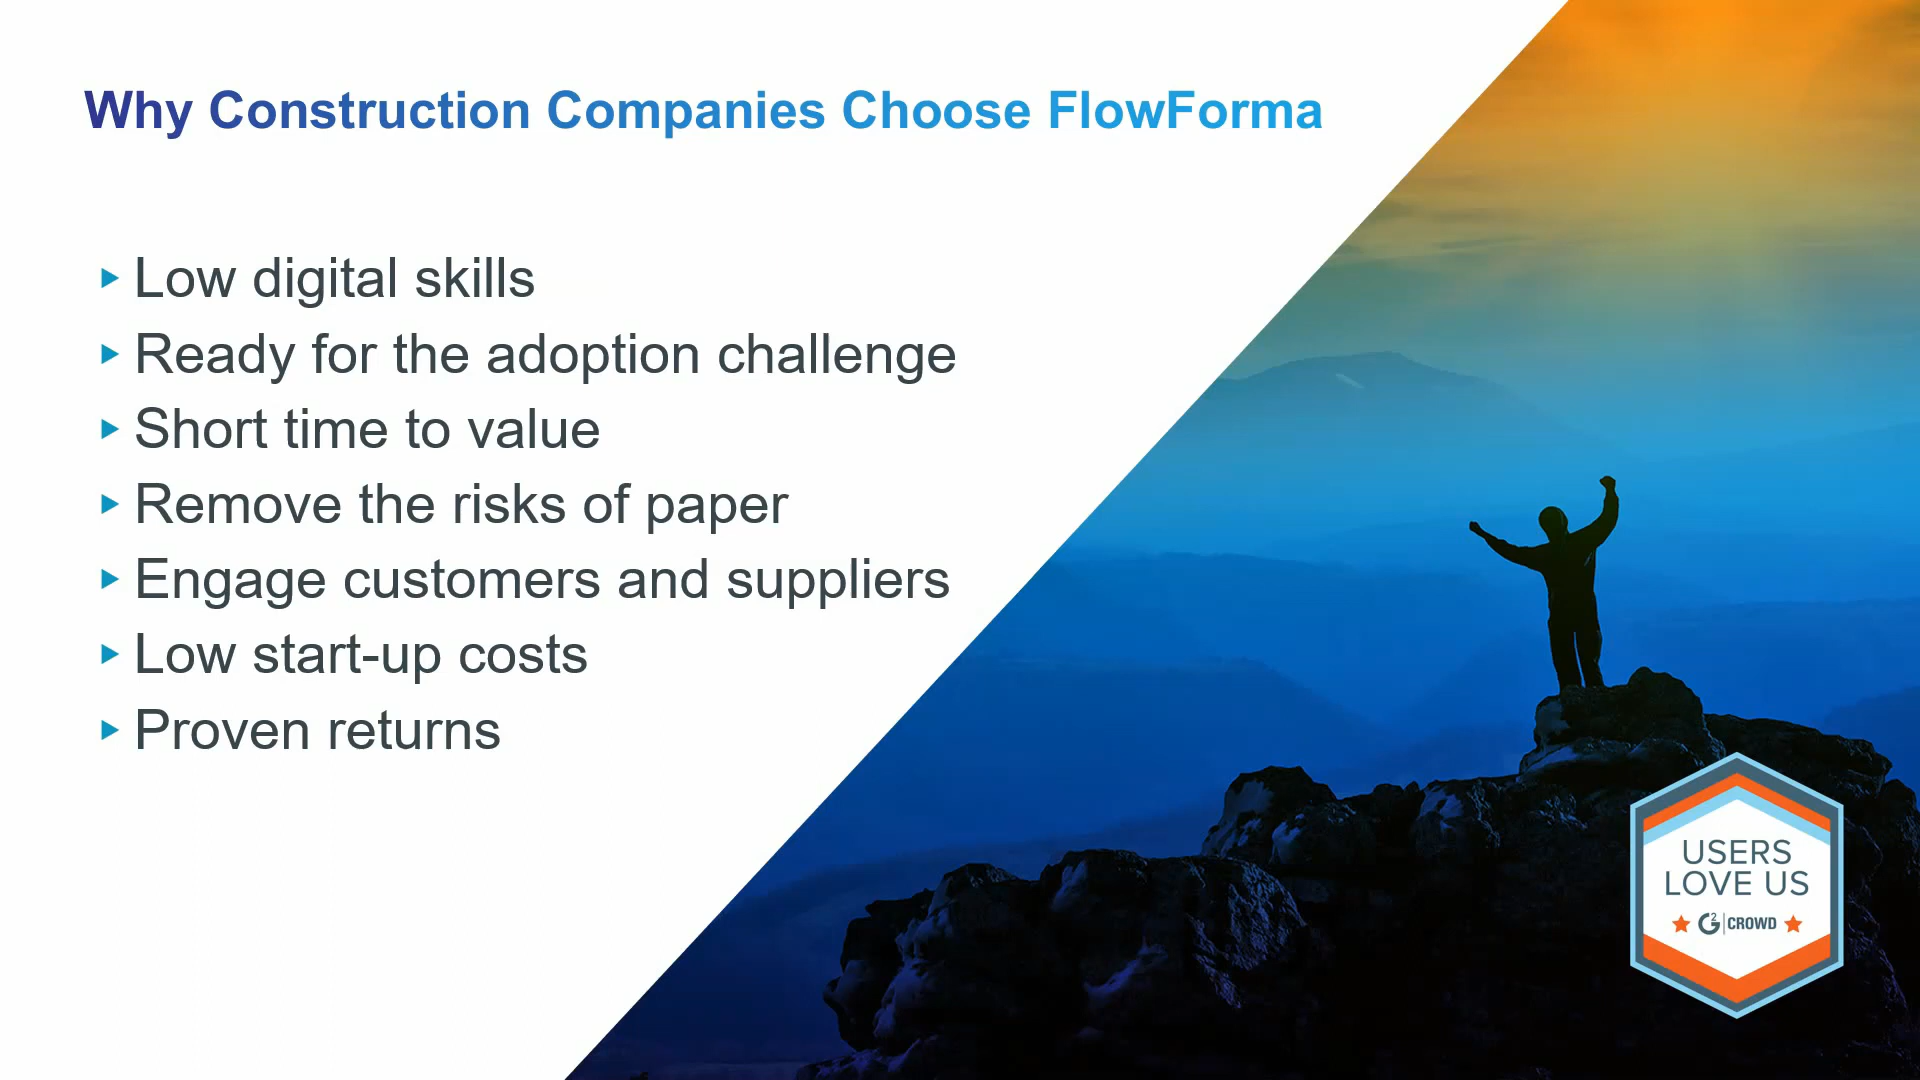 Why Construction Companies Choose FlowForma
Low digital skills
Ready for the adoption challenge
Short time to value
Remove the risks of paper
Engage customers and suppliers
Low start-up costs
Proven returns
USERS
LOVE US
G2 | CROWD